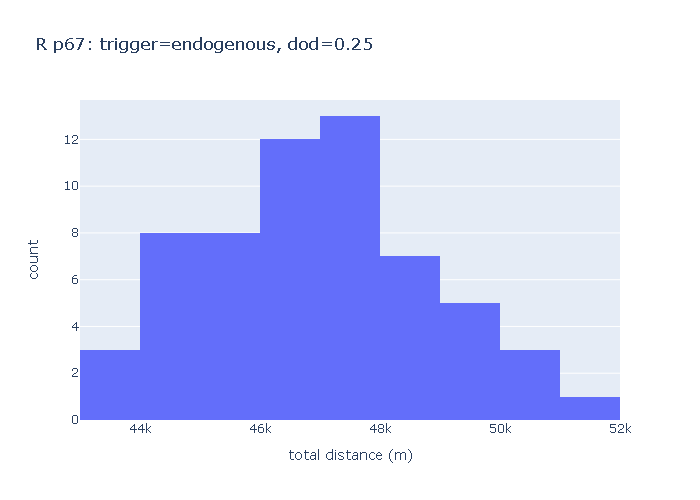 R p67: trigger=endogenous, dod=0.25
count
12
10
8
6
4
2
0
44k
46k
48k
50k
52k
total distance (m)